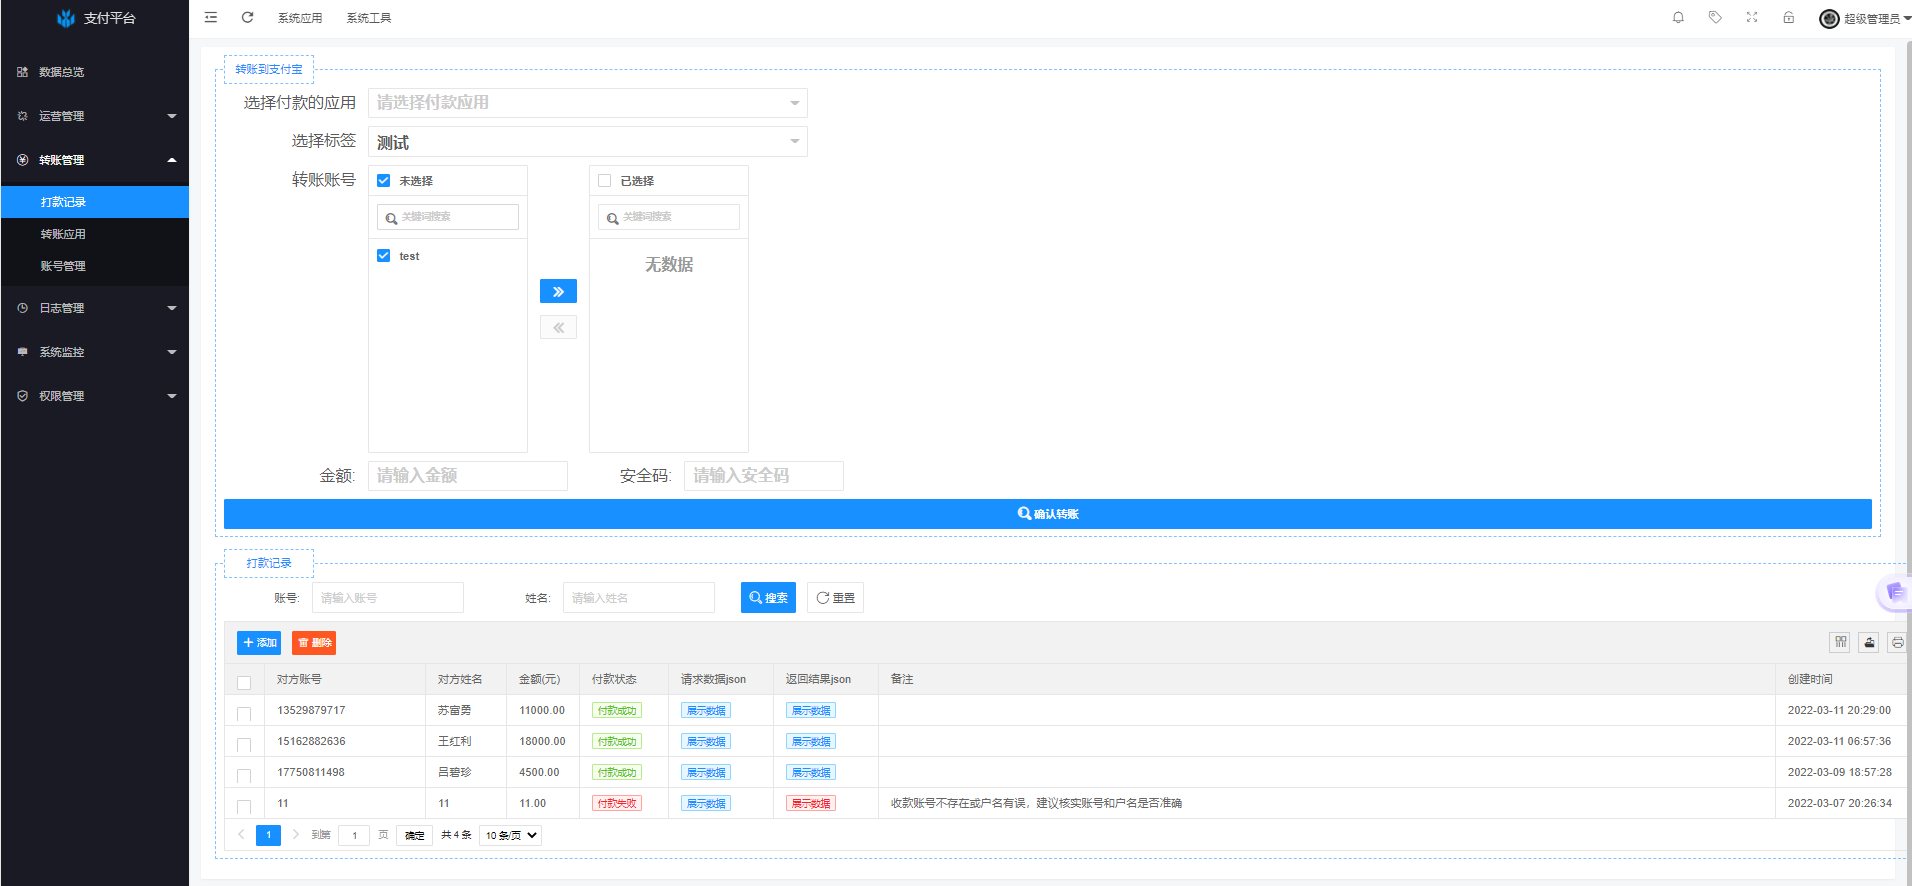 支付平台
系统应用 系统工具 超级管理员
数据总览
运营管理
转账管理
打款记录
转账应用
账号管理
日志管理
系统监控
权限管理
转账到支付宝
选择付款的应用 请选择付款应用
选择标签 测试
转账账号 未选择 已选择
关键词搜索 关键词搜索
test 无数据
金额: 请输入金额 安全码: 请输入安全码
确认转账
打款记录
账号: 请输入账号 姓名: 请输入姓名 搜索 重置
添加 删除
对方账号 对方姓名 金额(元) 付款状态 请求数据json 返回结果json 备注 创建时间
13529879717 苏富勇 11000.00 付款成功 展示数据 展示数据 2022-03-11 20:29:00
15162882636 王红利 18000.00 付款成功 展示数据 展示数据 2022-03-11 06:57:36
17750811498 吕碧珍 4500.00 付款成功 展示数据 展示数据 2022-03-09 18:57:28
11 11 11.00 付款失败 展示数据 展示数据 收款账号不存在或户名有误，建议核实账号和户名是否准确 2022-03-07 20:26:34
1 到第 1 页 确定 共 4 条 10 条/页